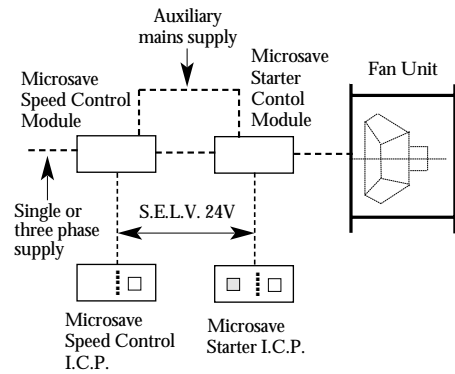 Auxiliary
mains supply
Microsave
Speed Control
Module
Microsave
Starter
Contol
Module
Fan Unit
Single or
three phase
supply
S.E.L.V. 24V
Microsave
Speed Control
I.C.P.
Microsave
Starter I.C.P.